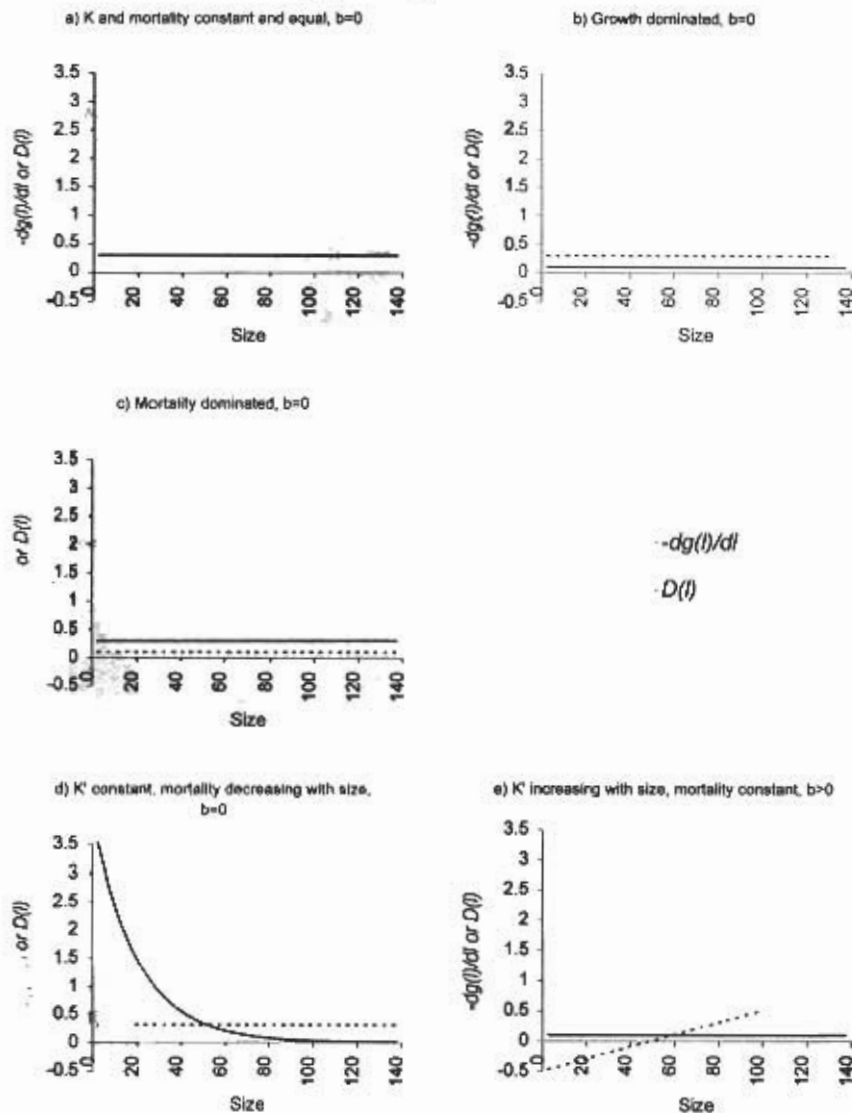 a) K and mortality constant and equal, b=0
3.5
3
2.5
2
1.5
1
0.5
0
-0.5
-dg(l)/dl or D(l)
0 20 40 60 80 100 120 140
Size
b) Growth dominated, b=0
3.5
3
2.5
2
1.5
1
0.5
0
-0.5
-dg(l)/dl or D(l)
0 20 40 60 80 100 120 140
Size
c) Mortality dominated, b=0
3.5
3
2.5
2
1.5
1
0.5
0
-0.5
or D(l)
0 20 40 60 80 100 120 140
Size
-dg(l)/dl
D(l)
d) K' constant, mortality decreasing with size,
b=0
3.5
3
2.5
2
1.5
1
0.5
0
-0.5
or D(l)
0 20 40 60 80 100 120 140
Size
e) K' increasing with size, mortality constant, b>0
3.5
3
2.5
2
1.5
1
0.5
0
-0.5
-dg(l)/dl or D(l)
0 20 40 60 80 100 120 140
Size